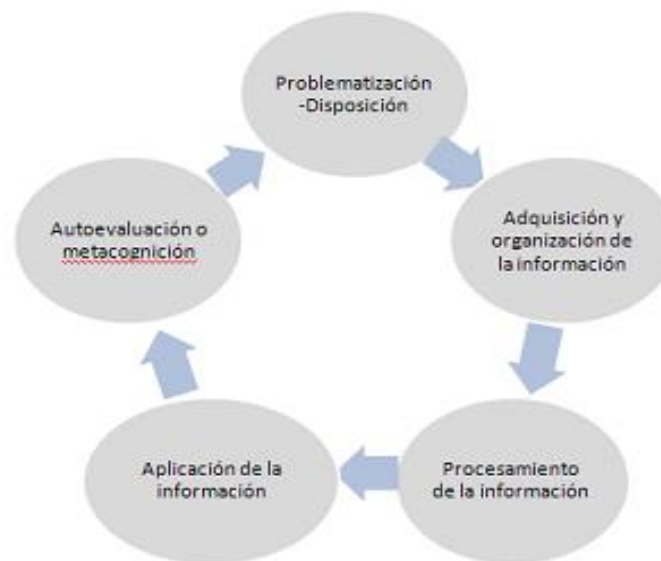 Problematización
-Disposición
Adquisición y
organización de
la información
Procesamiento
de la información
Aplicación de la
información
Autoevaluación o
metacognición